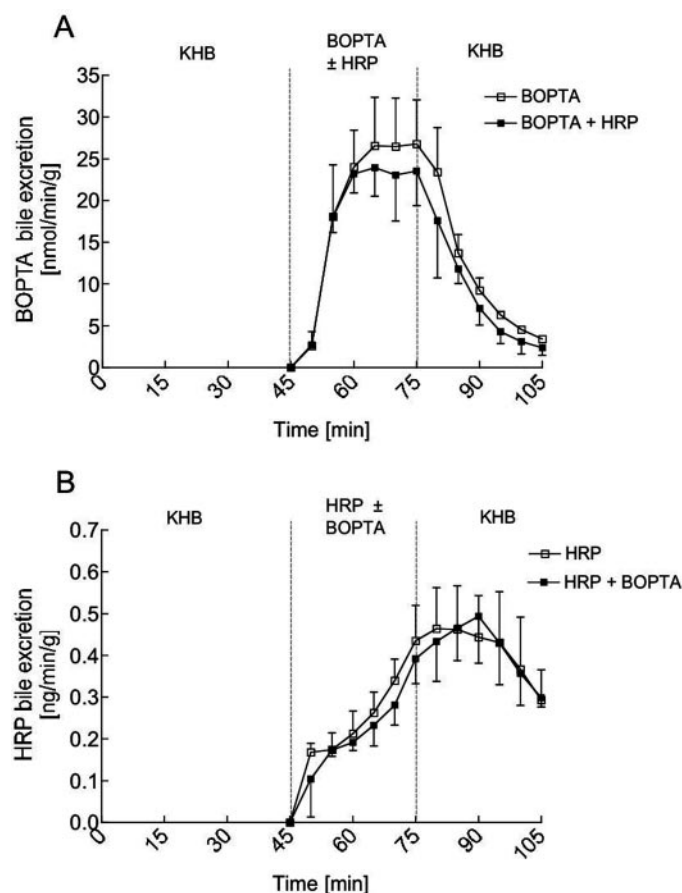 A
KHB
BOPTA
± HRP
KHB
BOPTA
BOPTA + HRP
BOPTA bile excretion
[nmol/min/g]
35
30
25
20
15
10
5
0
0 15 30 45 60 75 90 105
Time [min]
B
KHB
HRP ±
BOPTA
KHB
HRP
HRP + BOPTA
HRP bile excretion
[ng/min/g]
0.7
0.6
0.5
0.4
0.3
0.2
0.1
0.0
0 15 30 45 60 75 90 105
Time [min]